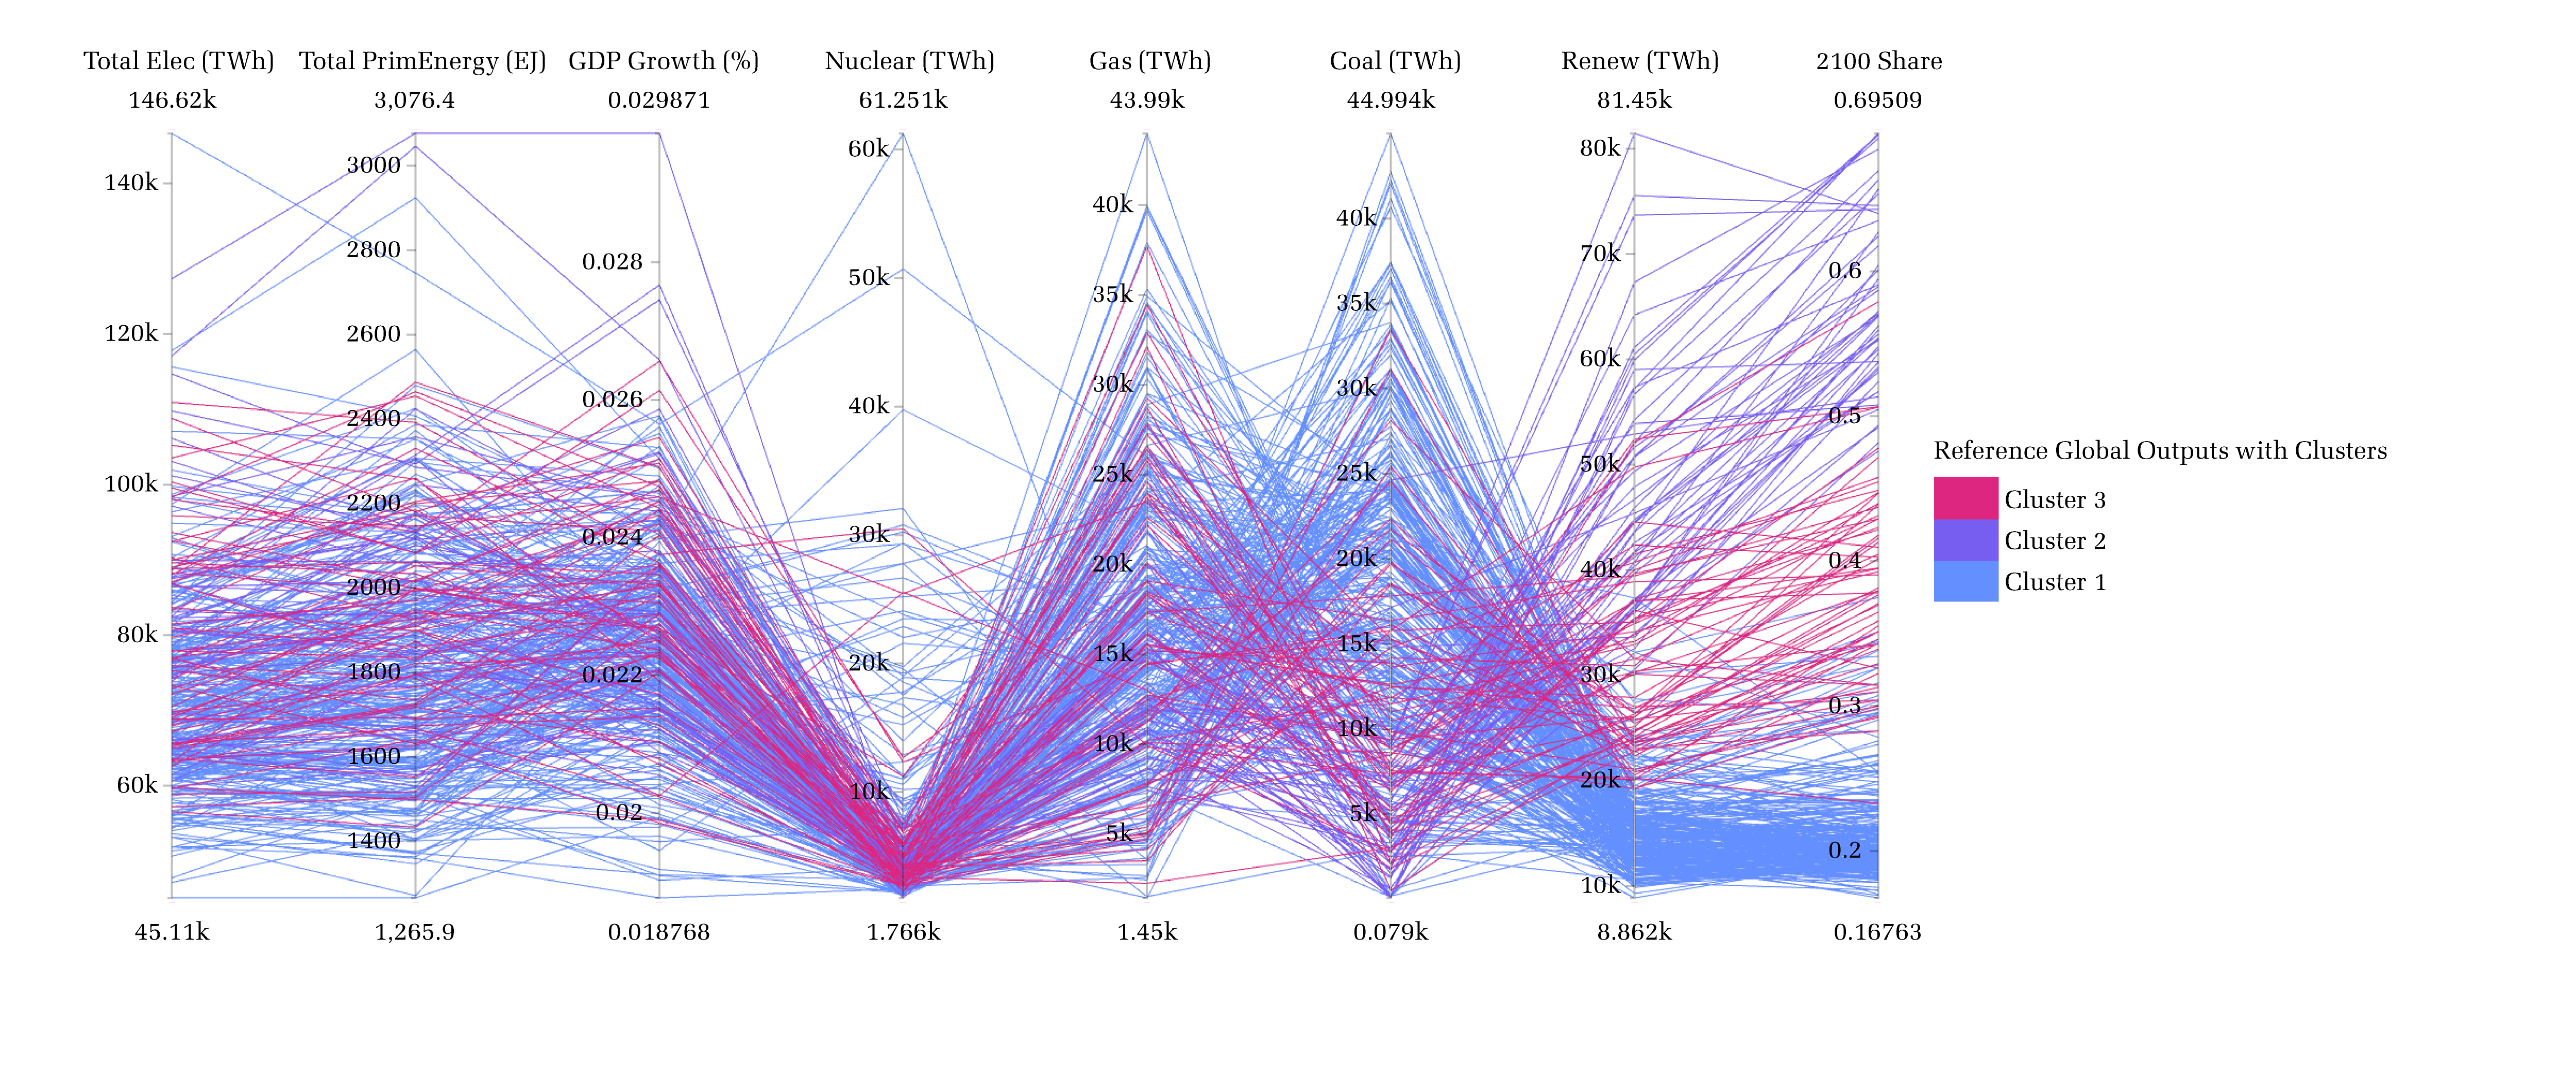 Total Elec (TWh) Total PrimEnergy (EJ) GDP Growth (%) Nuclear (TWh) Gas (TWh) Coal (TWh) Renew (TWh) 2100 Share
146.62k 3,076.4 0.029871 61.251k 43.99k 44.994k 81.45k 0.69509
140k
120k
100k
80k
60k
3000
2800
2600
2400
2200
2000
1800
1600
1400
0.028
0.026
0.024
0.022
0.02
60k
50k
40k
30k
20k
10k
40k
35k
30k
25k
20k
15k
10k
5k
40k
35k
30k
25k
20k
15k
10k
5k
80k
70k
60k
50k
40k
30k
20k
10k
0.6
0.5
0.4
0.3
0.2
45.11k 1,265.9 0.018768 1.766k 1.45k 0.079k 8.862k 0.16763
Reference Global Outputs with Clusters
Cluster 3
Cluster 2
Cluster 1